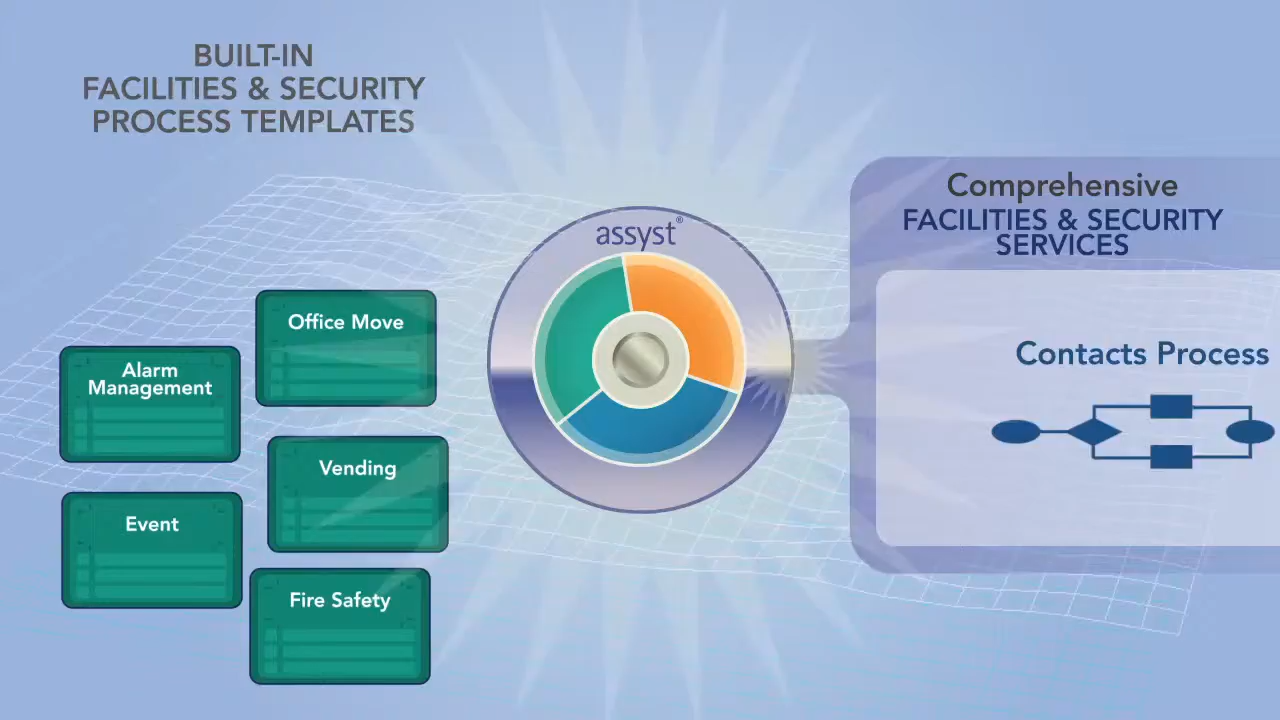 BUILT-IN
FACILITIES & SECURITY
PROCESS TEMPLATES
Office Move
Alarm
Management
Vending
Event
Fire Safety
assyst®
Comprehensive
FACILITIES & SECURITY
SERVICES
Contacts Process